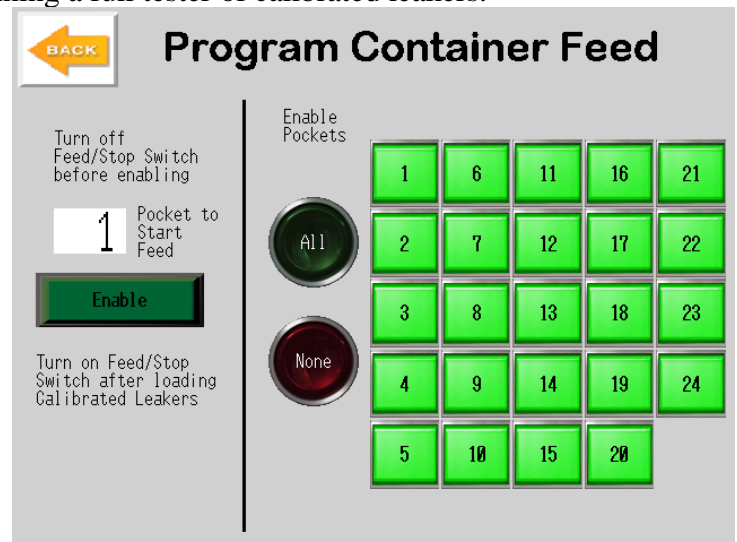 a full tester of calibrated leakers.
BACK
Program Container Feed
Turn off
Feed/Stop Switch
before enabling
1
Pocket to
Start
Feed
Enable
Turn on Feed/Stop
Switch after loading
Calibrated Leakers
Enable
Pockets
All
None
1 6 11 16 21
2 7 12 17 22
3 8 13 18 23
4 9 14 19 24
5 10 15 20